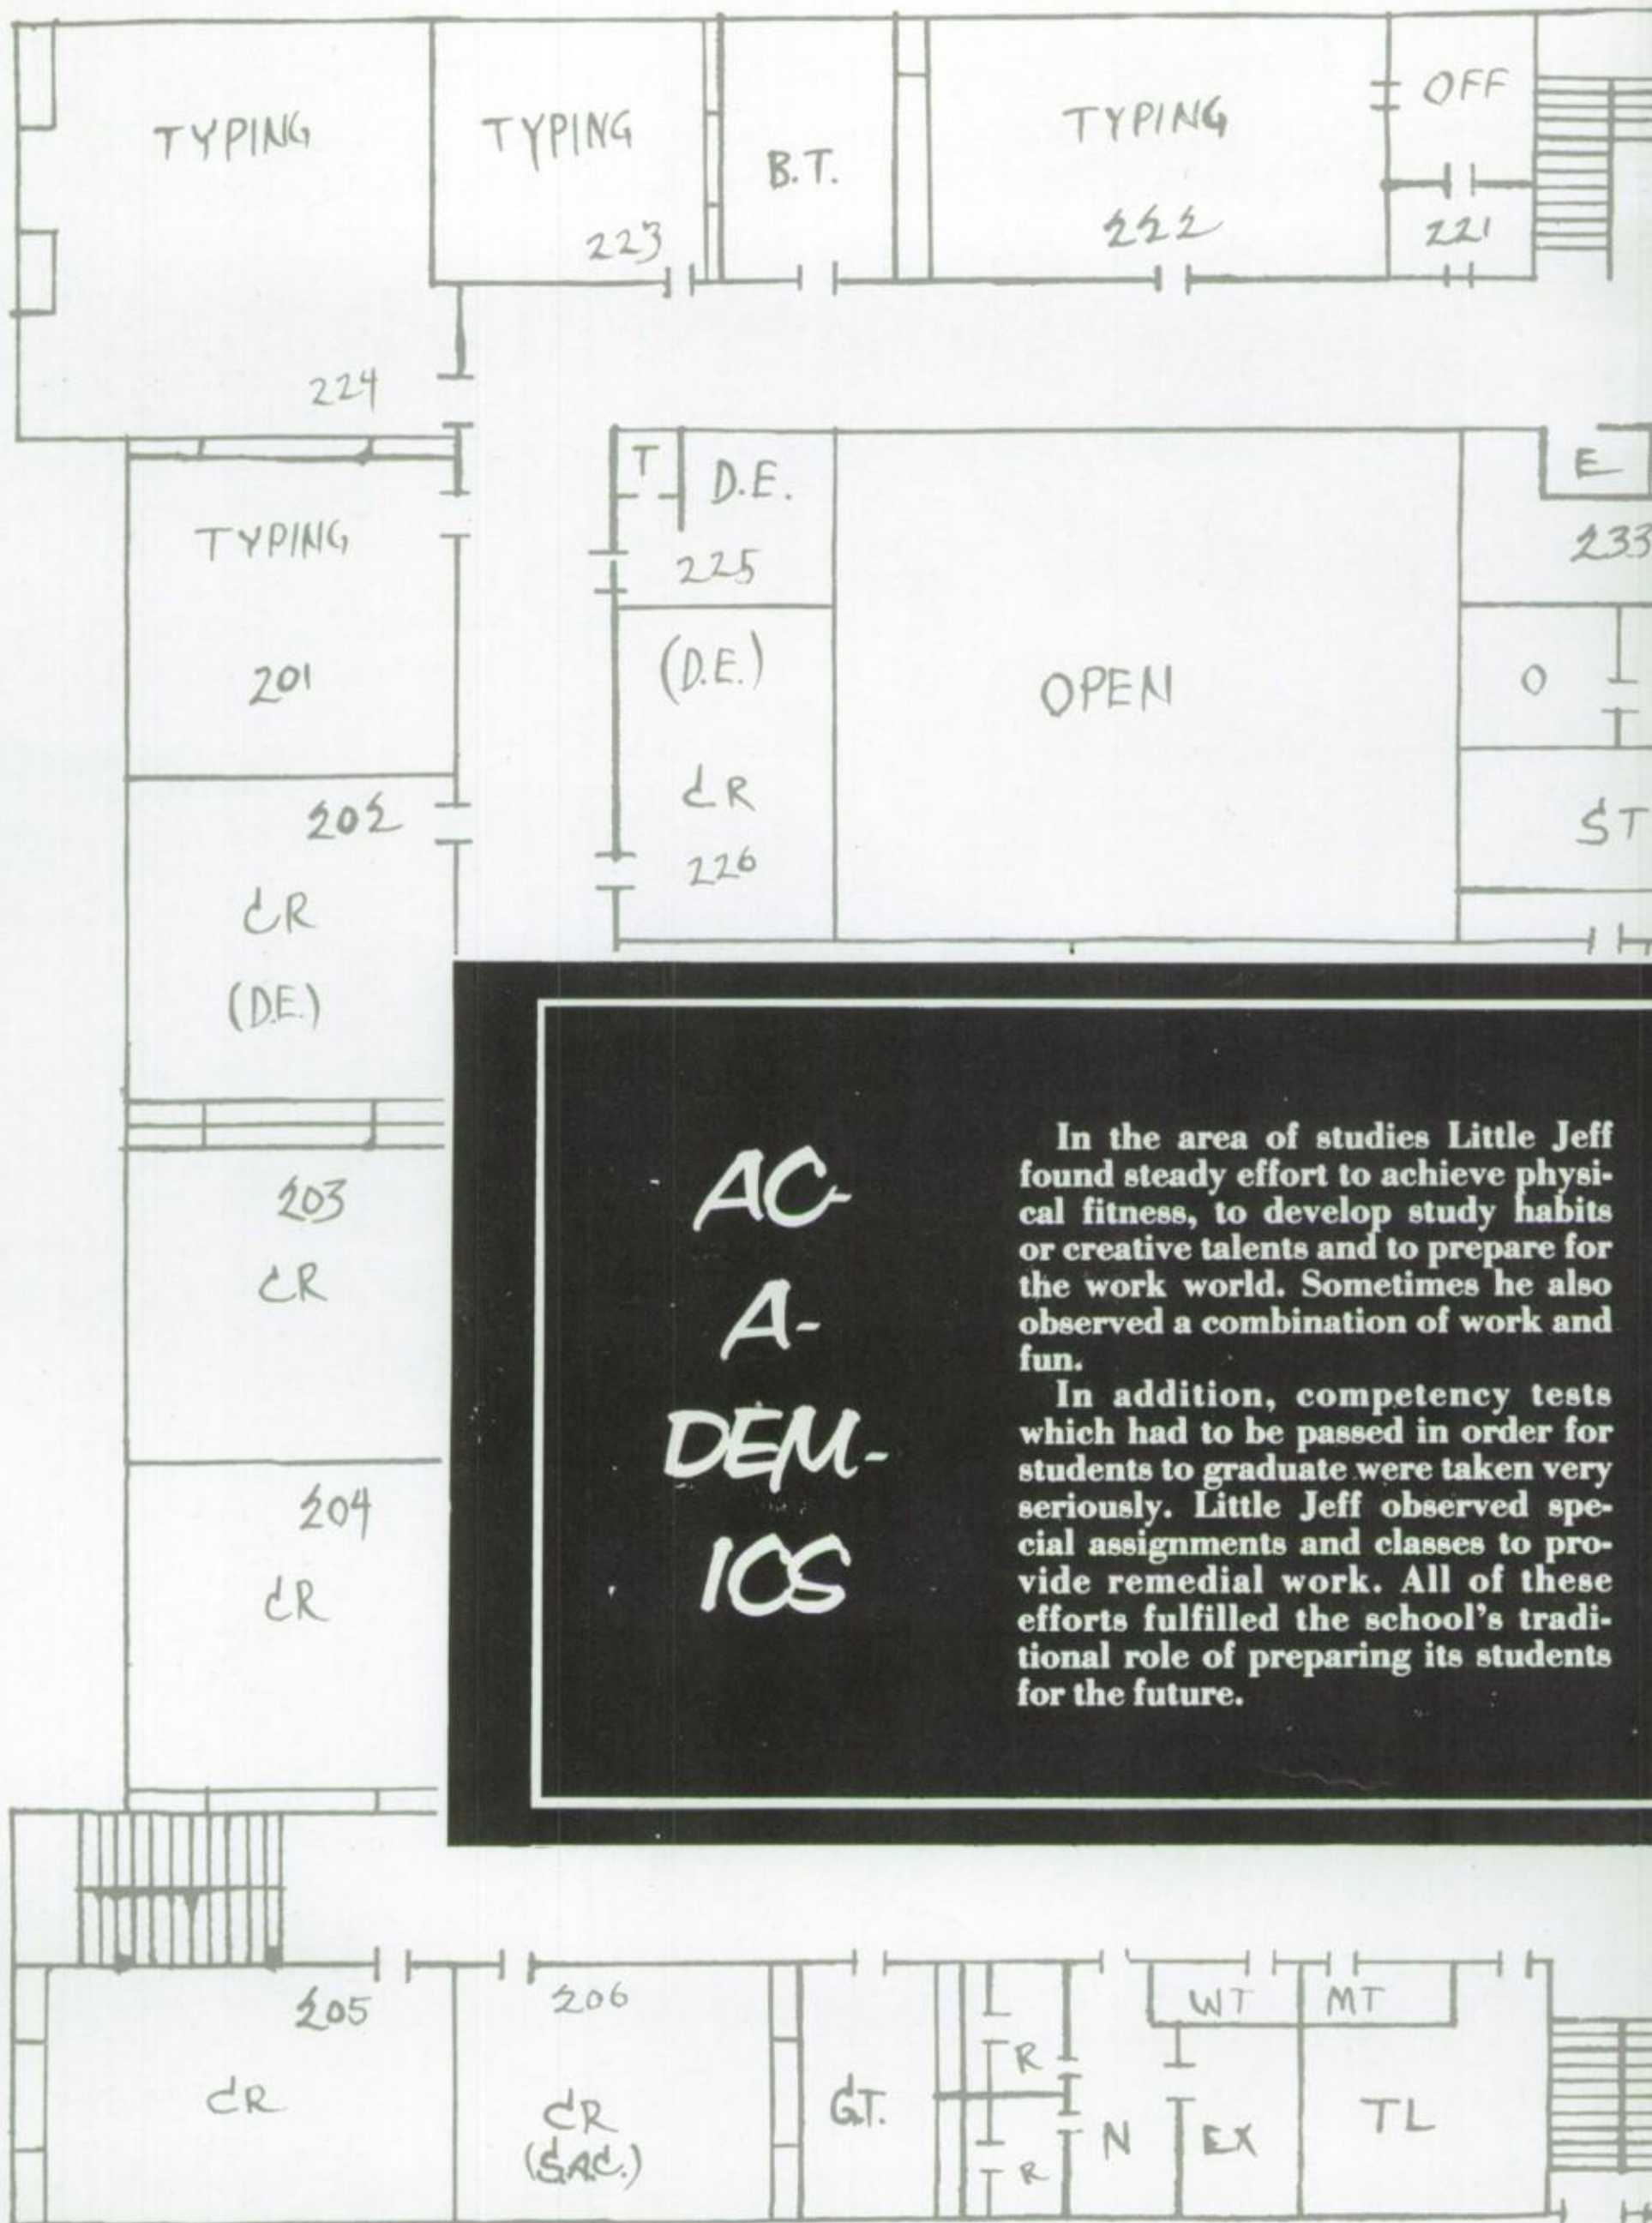 TYPING
TYPING
B.T.
TYPING
OFF
223
222
221
224
T
D.E.
E
TYPING
225
233
201
(D.E.)
OPEN
O
202
CR
ST
226
CR
(D.E.)
203
CR
204
CR
AC-
A-
DEM-
ICS
In the area of studies Little Jeff
found steady effort to achieve physi-
cal fitness, to develop study habits
or creative talents and to prepare for
the work world. Sometimes he also
observed a combination of work and
fun.
In addition, competency tests
which had to be passed in order for
students to graduate were taken very
seriously. Little Jeff observed spe-
cial assignments and classes to pro-
vide remedial work. All of these
efforts fulfilled the school's tradi-
tional role of preparing its students
for the future.
205
206
WT
MT
R
CR
CR
(S.A.C.)
G.T.
N
EX
TL
R